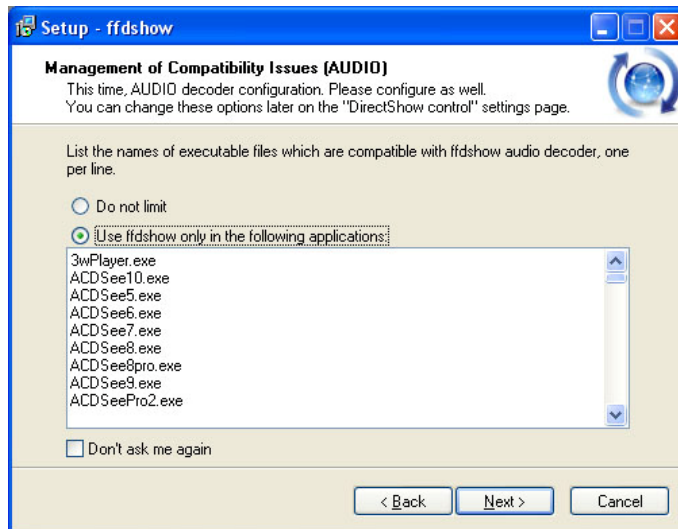 Setup - ffdshow
Management of Compatibility Issues (AUDIO)
This time, AUDIO decoder configuration. Please configure as well.
You can change these options later on the "DirectShow control" settings page.
List the names of executable files which are compatible with ffdshow audio decoder, one
per line.
Do not limit
Use ffdshow only in the following applications:
3wPlayer.exe
ACDSee10.exe
ACDSee5.exe
ACDSee6.exe
ACDSee7.exe
ACDSee8.exe
ACDSee8pro.exe
ACDSee9.exe
ACDSeePro2.exe
Don't ask me again
< Back
Next >
Cancel